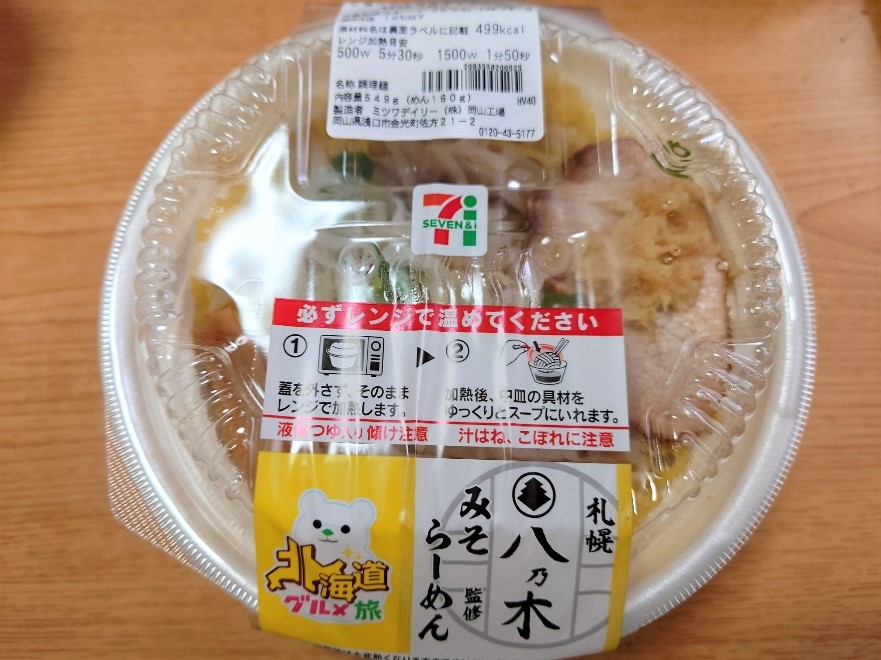 原材料名は裏面ラベルに記載 499kcal
レンジ加熱目安
500W 5分30秒 1500W 1分50秒
名称 調理麺
内容量549g (めん160g) HV40
製造者 ミツワデイリー(株) 岡山工場
岡山県浅口市金光町佐方21-2
0120-43-5177
7i
SEVEN&i
必ずレンジで温めてください
① ▶ ②
蓋を外さず、そのまま
レンジで加熱します。
加熱後、中皿の具材を
ゆっくりとスープにいれます。
液体つゆ入り傾け注意
汁はね、こぼれに注意
札幌
八乃木
監修
みそ
らーめん
北海道
グルメ旅